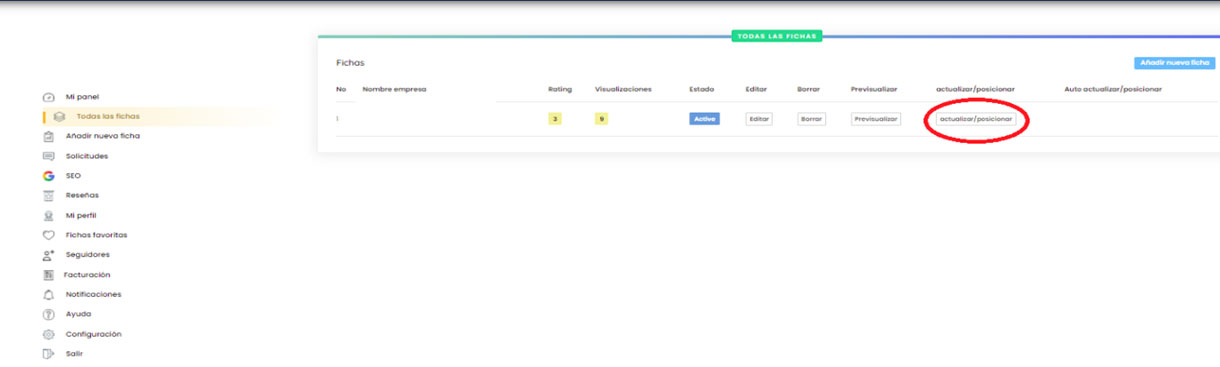 TODAS LAS FICHAS
Fichas
Añadir nueva ficha
No Nombre empresa Rating Visualizaciones Estado Editar Borrar Previsualizar actualizar/posicionar Auto actualizar/posicionar
1 3 9 Active Editar Borrar Previsualizar actualizar/posicionar
Mi panel
Todas las fichas
Añadir nueva ficha
Solicitudes
SEO
Reseñas
Mi perfil
Fichas favoritas
Seguidores
Facturación
Notificaciones
Ayuda
Configuración
Salir